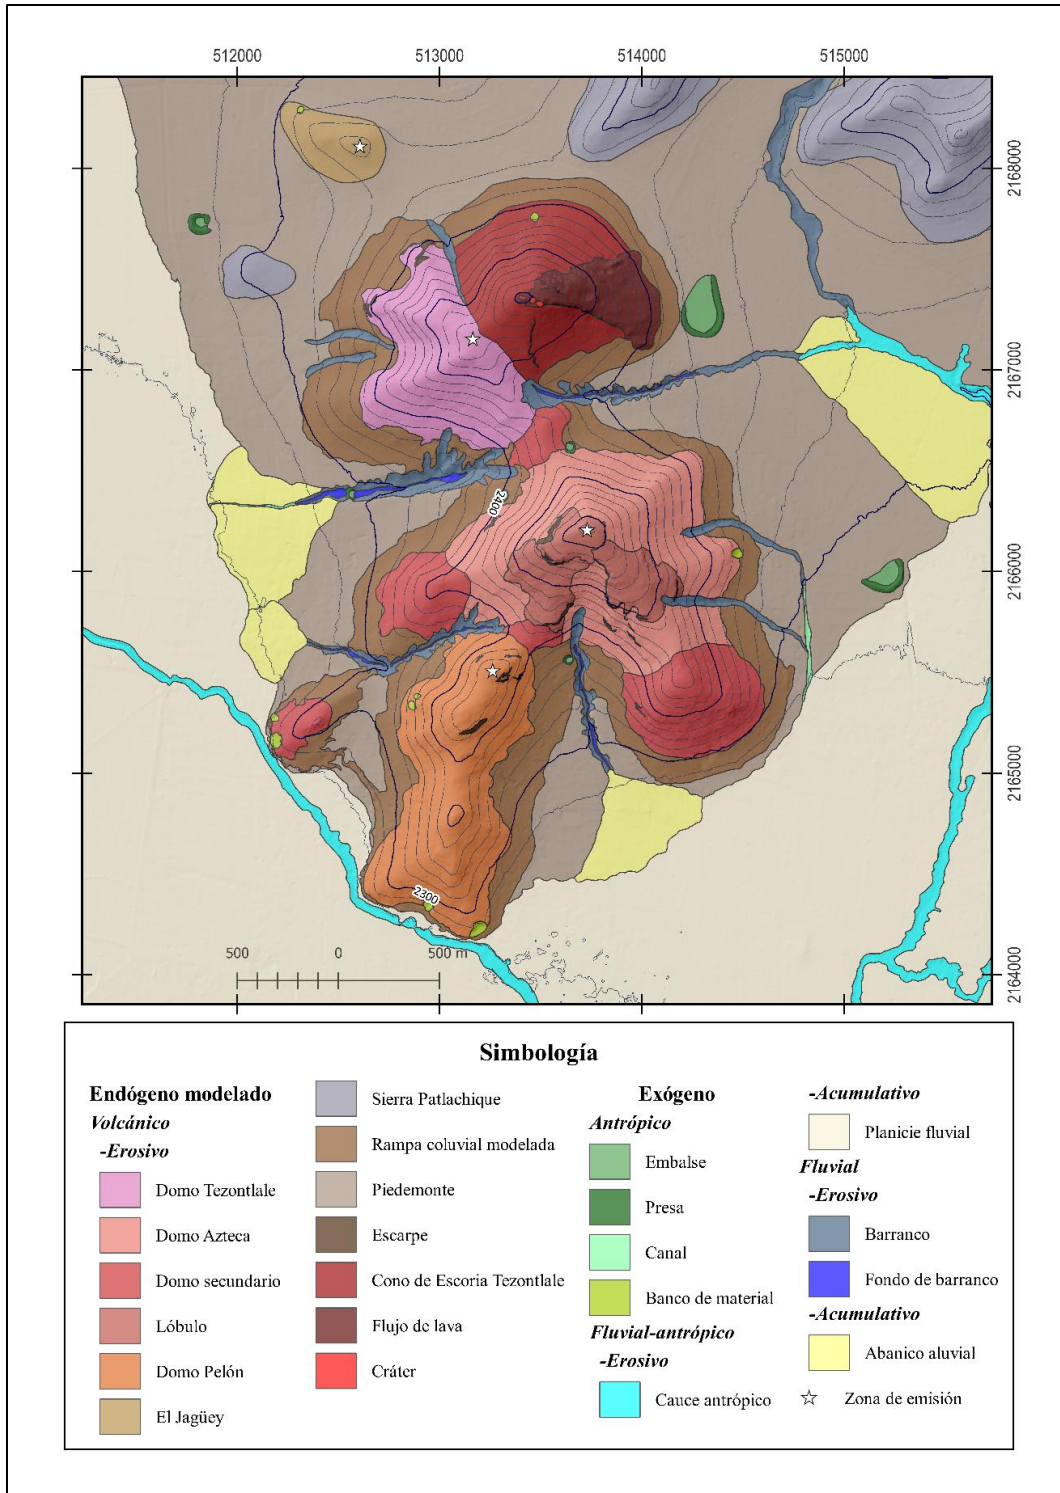 512000
513000
514000
515000
2168000
2167000
2166000
2165000
2164000
2400
2300
500
0
500 m
Simbología
Endógeno modelado
Volcánico
-Erosivo
Domo Tezontlale
Domo Azteca
Domo secundario
Lóbulo
Domo Pelón
El Jagüey
Sierra Patlachique
Rampa coluvial modelada
Piedemonte
Escarpe
Cono de Escoria Tezontlale
Flujo de lava
Cráter
Exógeno
Antrópico
Embalse
Presa
Canal
Banco de material
Fluvial-antrópico
-Erosivo
Cauce antrópico
-Acumulativo
Planicie fluvial
Fluvial
-Erosivo
Barranco
Fondo de barranco
-Acumulativo
Abanico aluvial
Zona de emisión